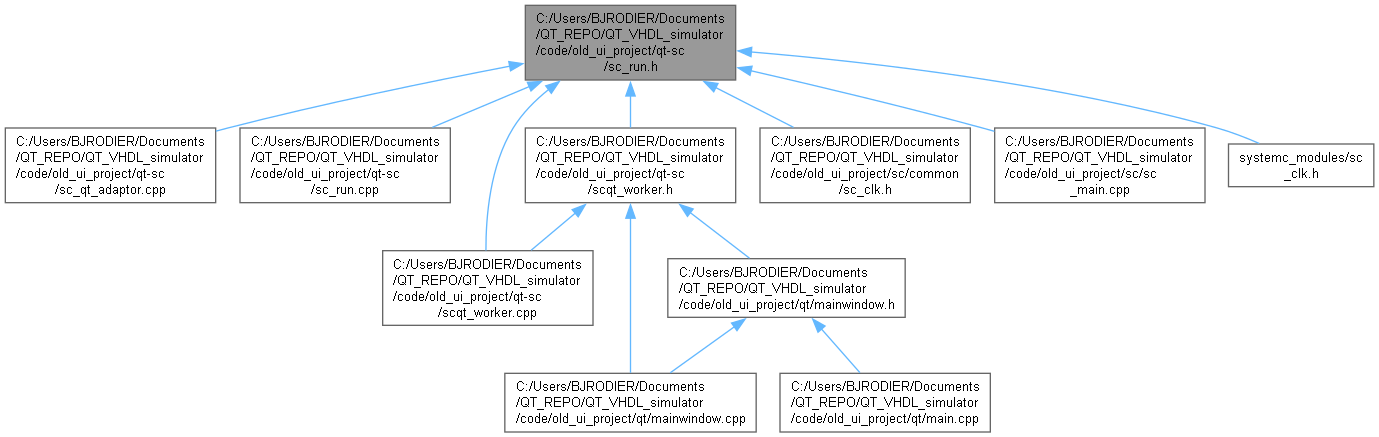 C:/Users/BJRODIER/Documents
/QT_REPO/QT_VHDL_simulator
/code/old_ui_project/qt-sc
/sc_run.h
C:/Users/BJRODIER/Documents
/QT_REPO/QT_VHDL_simulator
/code/old_ui_project/qt-sc
/sc_qt_adaptor.cpp
C:/Users/BJRODIER/Documents
/QT_REPO/QT_VHDL_simulator
/code/old_ui_project/qt-sc
/sc_run.cpp
C:/Users/BJRODIER/Documents
/QT_REPO/QT_VHDL_simulator
/code/old_ui_project/qt-sc
/scqt_worker.h
C:/Users/BJRODIER/Documents
/QT_REPO/QT_VHDL_simulator
/code/old_ui_project/sc/common
/sc_clk.h
C:/Users/BJRODIER/Documents
/QT_REPO/QT_VHDL_simulator
/code/old_ui_project/sc/sc
_main.cpp
systemc_modules/sc
_clk.h
C:/Users/BJRODIER/Documents
/QT_REPO/QT_VHDL_simulator
/code/old_ui_project/qt-sc
/scqt_worker.cpp
C:/Users/BJRODIER/Documents
/QT_REPO/QT_VHDL_simulator
/code/old_ui_project/qt/mainwindow.h
C:/Users/BJRODIER/Documents
/QT_REPO/QT_VHDL_simulator
/code/old_ui_project/qt/mainwindow.cpp
C:/Users/BJRODIER/Documents
/QT_REPO/QT_VHDL_simulator
/code/old_ui_project/qt/main.cpp